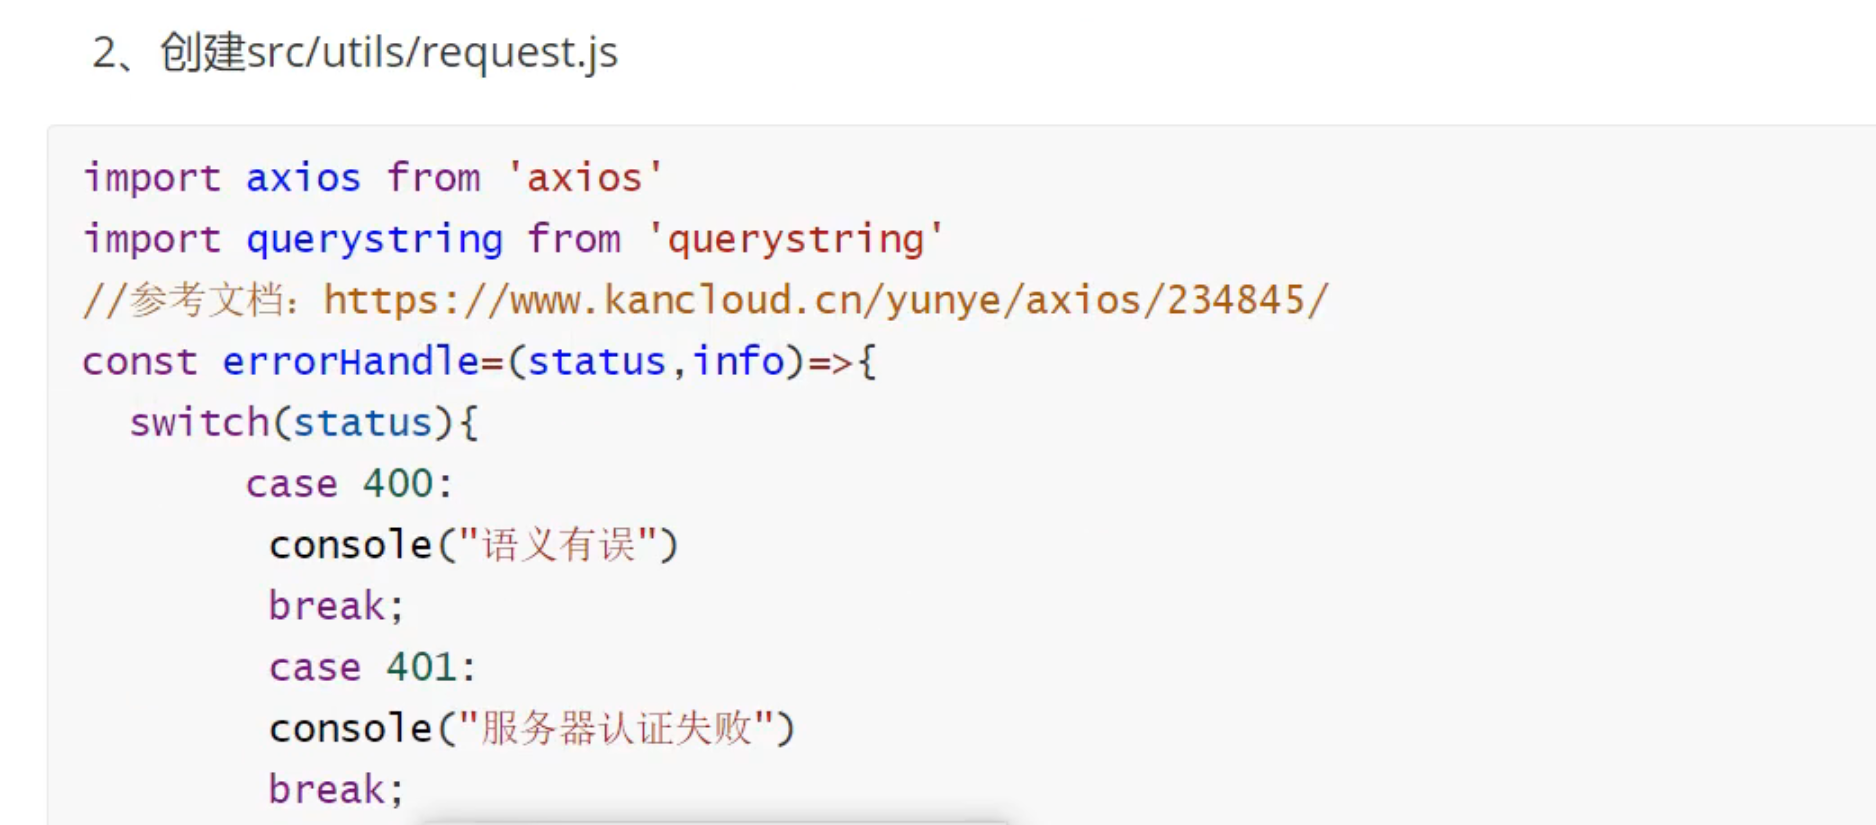 2、创建src/utils/request.js
import axios from 'axios'
import querystring from 'querystring'
//参考文档：https://www.kancloud.cn/yunye/axios/234845/
const errorHandle=(status,info)=>{
switch(status){
case 400:
console("语义有误")
break;
case 401:
console("服务器认证失败")
break;